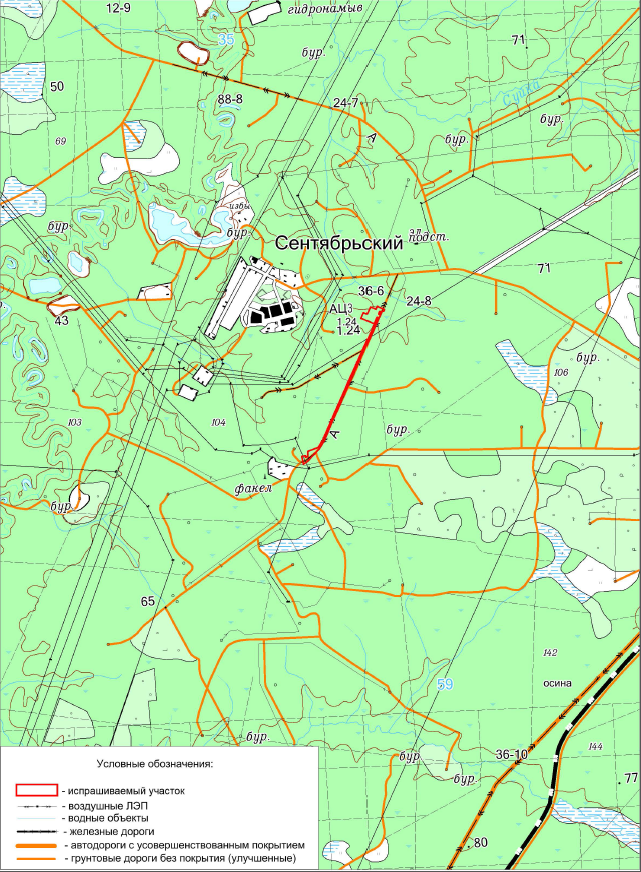 12-9
гидронамыв
35
бур.
71
50
88-8
24-7
А
Сулка
69
бур.
бур.
избы
бур.
бур.
Сентябрьский
эл подст.
71
36-6
24-8
АЦЗ
1.24
1.24
43
бур.
106
103
104
А
бур.
факел
бур.
65
142
осина
59
бур.
36-10
144
бур.
бур.
77
80
Условные обозначения:
- испрашиваемый участок
- воздушные ЛЭП
- водные объекты
- железные дороги
- автодороги с усовершенствованным покрытием
- грунтовые дороги без покрытия (улучшенные)